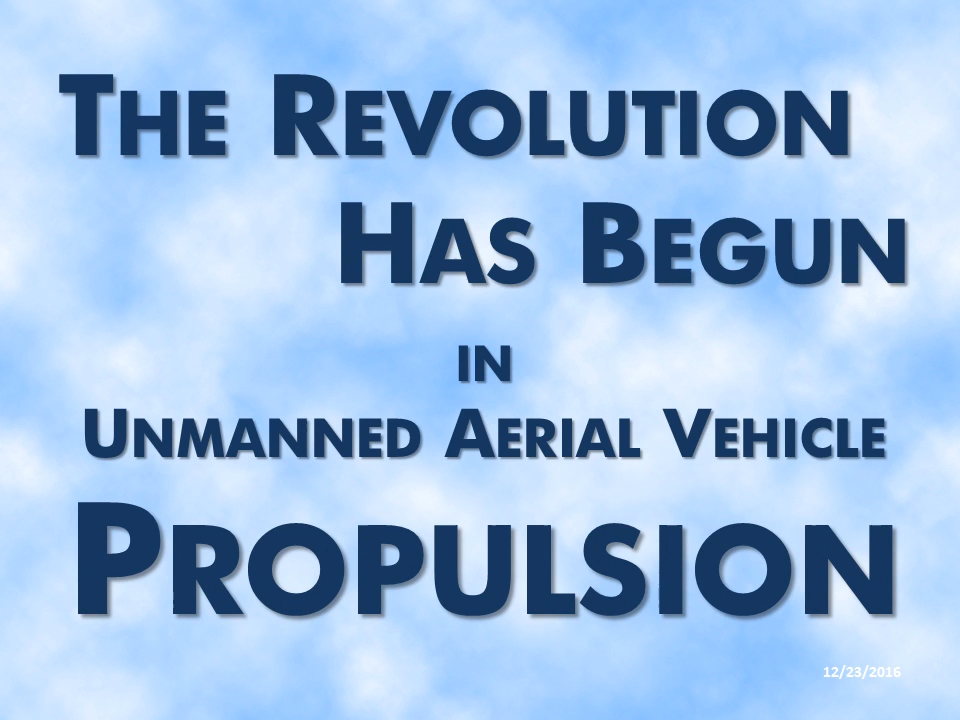 The Revolution
Has Begun
in
Unmanned Aerial Vehicle
Propulsion
12/23/2016